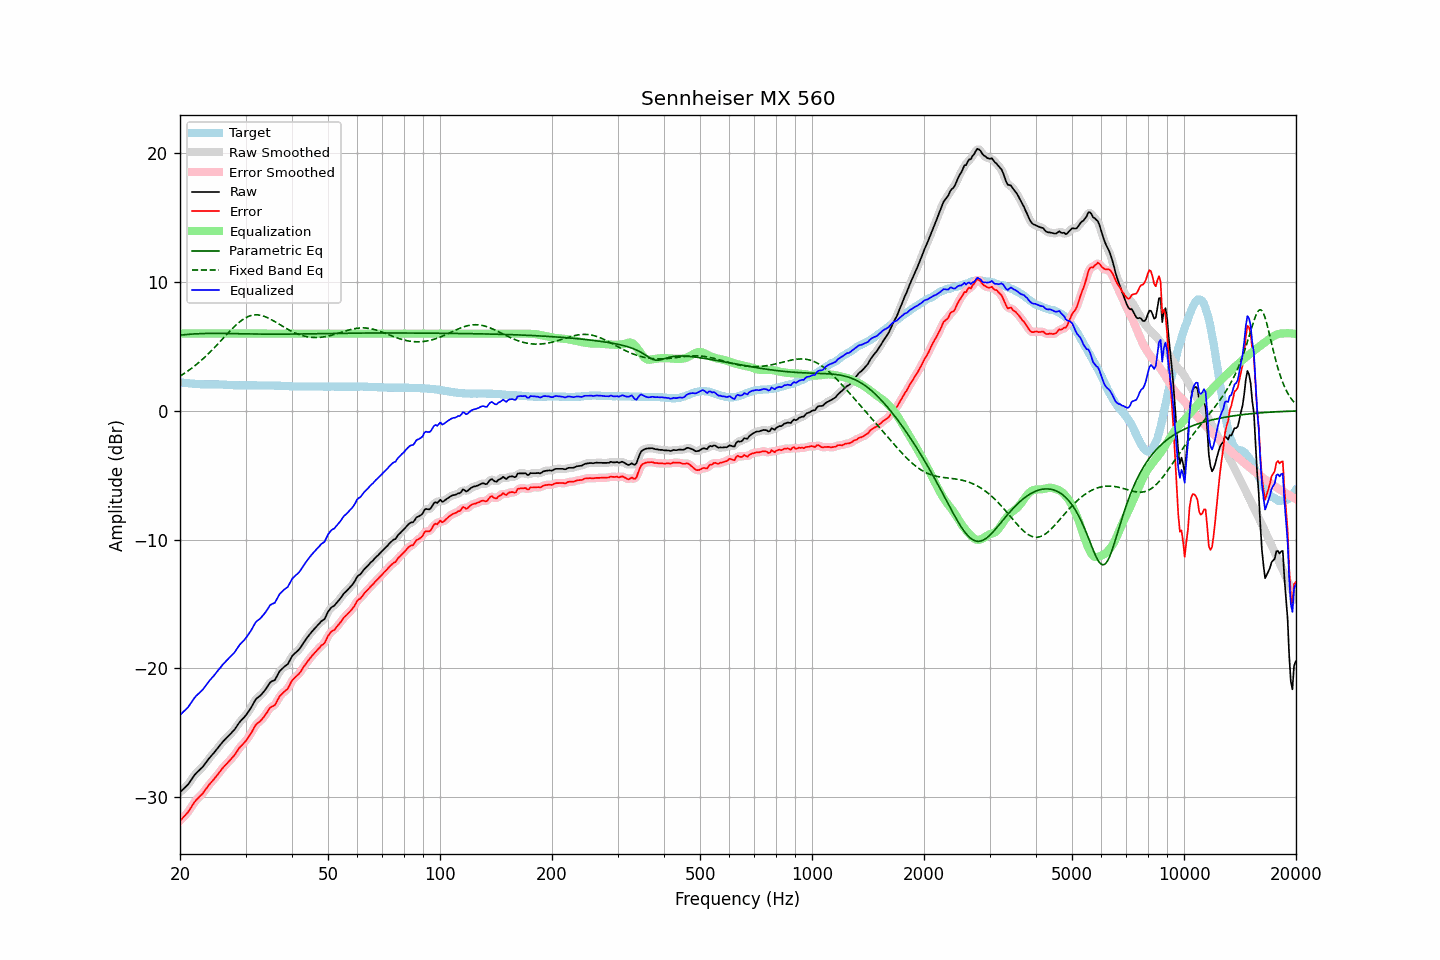 Sennheiser MX 560
Target
Raw Smoothed
Error Smoothed
Raw
Error
Equalization
Parametric Eq
Fixed Band Eq
Equalized
Amplitude (dBr)
20
10
0
−10
−20
−30
20
50
100
200
500
1000
2000
5000
10000
20000
Frequency (Hz)